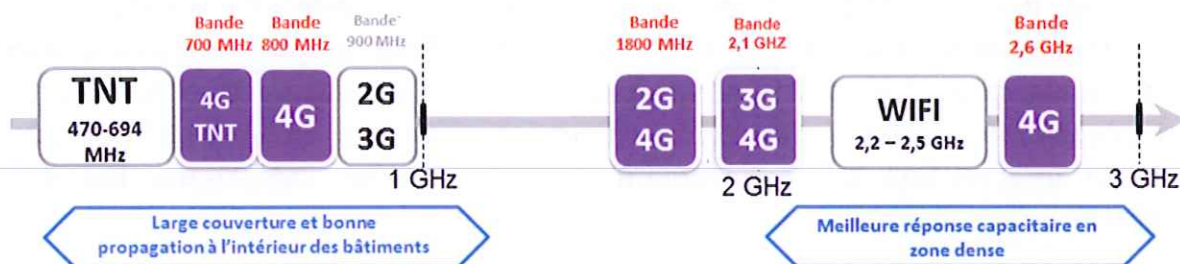 Bande
700 MHz
Bande
800 MHz
Bande
900 MHz
Bande
1800 MHz
Bande
2,1 GHZ
Bande
2,6 GHz
TNT
470-694
MHz
4G
TNT
4G
2G
3G
2G
4G
3G
4G
WIFI
2,2 – 2,5 GHz
4G
1 GHz
2 GHz
3 GHz
Large couverture et bonne
propagation à l'intérieur des bâtiments
Meilleure réponse capacitaire en
zone dense